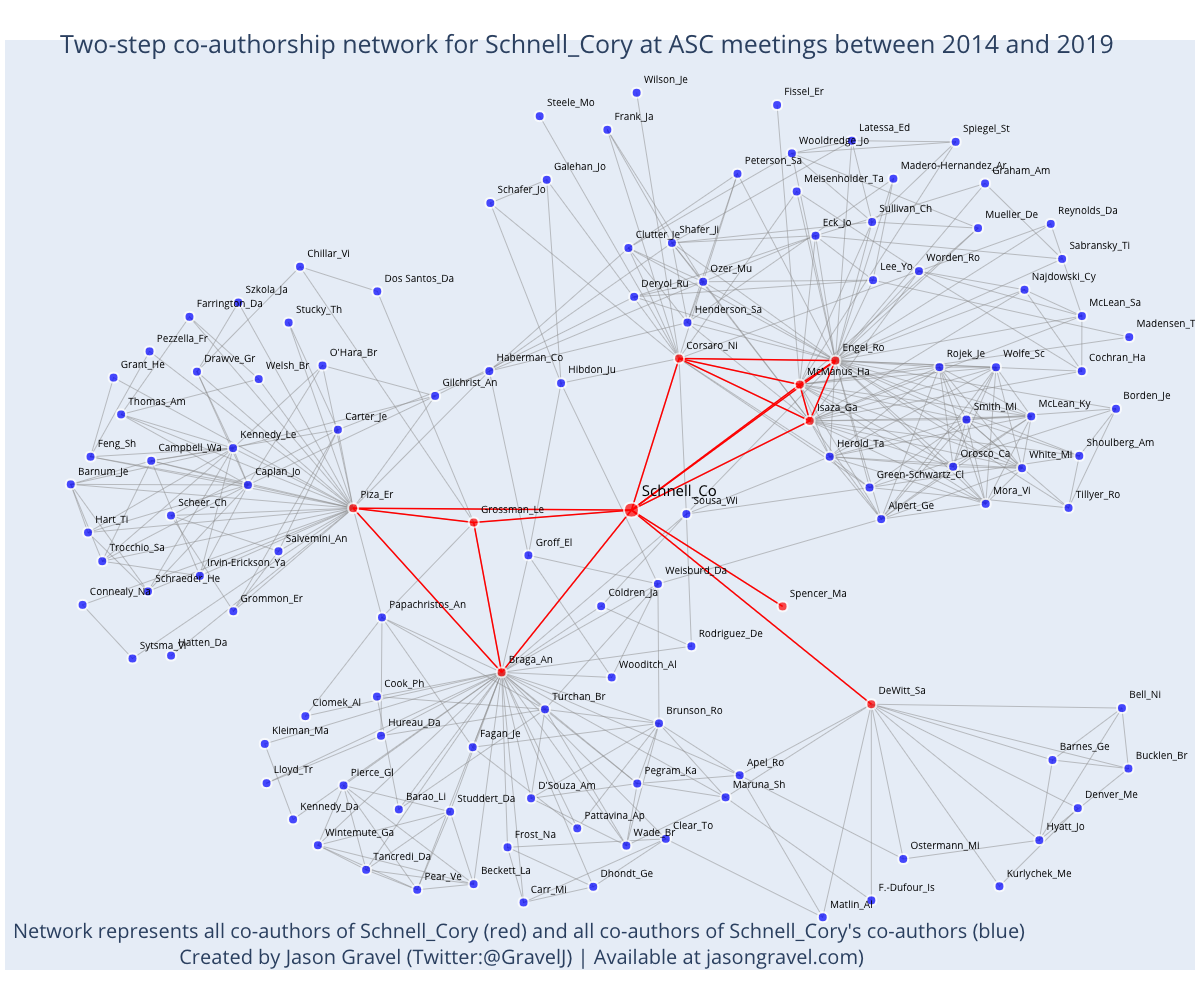 Two-step co-authorship network for Schnell_Cory at ASC meetings between 2014 and 2019
Wilson_Je
Fissel_Er
Steele_Mo
Frank_Ja
Latessa_Ed
Spiegel_St
Wooldredge_Jo
Peterson_Sa
Galehan_Jo
Madero-Hernandez_Ar
Graham_Am
Meisenholder_Ta
Schafer_Jo
Sullivan_Ch
Mueller_De
Reynolds_Da
Eck_Jo
Clutter_Je
Shafer_Ji
Sabransky_Ti
Chillar_Vi
Worden_Ro
Lee_Yo
Ozer_Mu
Dos Santos_Da
Najdowski_Cy
Deryol_Ru
Szkola_Ja
Farrington_Da
Stucky_Th
Henderson_Sa
McLean_Sa
Madensen_T
Pezzella_Fr
Corsaro_Ni
Engel_Ro
O'Hara_Br
Drawve_Gr
Welsh_Br
Haberman_Co
Rojek_Je
Wolfe_Sc
Cochran_Ha
Grant_He
Hibdon_Ju
McManus_Ha
Gilchrist_An
Thomas_Am
Borden_Je
Carter_Je
Isaza_Ga
Smith_Mi
McLean_Ky
Kennedy_Le
Feng_Sh
Campbell_Wa
Herold_Ta
Orosco_Ca
White_Mi
Shoulberg_Am
Barnum_Je
Caplan_Jo
Green-Schwartz_Cl
Piza_Er
Schnell_Co
Sousa_Wi
Mora_Vi
Tillyer_Ro
Scheer_Ch
Grossman_Le
Alpert_Ge
Hart_Ti
Salvemini_An
Trocchio_Sa
Groff_El
Irvin-Erickson_Ya
Schraeder_He
Weisburd_Da
Connealy_Na
Grommon_Er
Papachristos_An
Coldren_Ja
Spencer_Ma
Hatten_Da
Rodriguez_De
Braga_An
Wooditch_Al
Cook_Ph
DeWitt_Sa
Ciomek_Al
Turchan_Br
Bell_Ni
Brunson_Ro
Kleiman_Ma
Hureau_Da
Fagan_Je
Barnes_Ge
Bucklen_Br
Lloyd_Tr
Pierce_Gl
Apel_Ro
Pegram_Ka
D'Souza_Am
Maruna_Sh
Kennedy_Da
Barao_Li
Studdert_Da
Denver_Me
Pattavina_Ap
Clear_To
Wintemute_Ga
Frost_Na
Wade_Br
Hyatt_Jo
Tancredi_Da
Ostermann_Mi
Pear_Ve
Beckett_La
Carr_Mi
Dhondt_Ge
Kurlychek_Me
F.-Dufour_Is
Matlin_Al
Network represents all co-authors of Schnell_Cory (red) and all co-authors of Schnell_Cory's co-authors (blue)
Created by Jason Gravel (Twitter:@GravelJ) | Available at jasongravel.com)